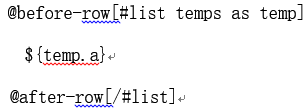 @before-row[#list temps as temp]
${temp.a}↵
@after-row[/#list]↵